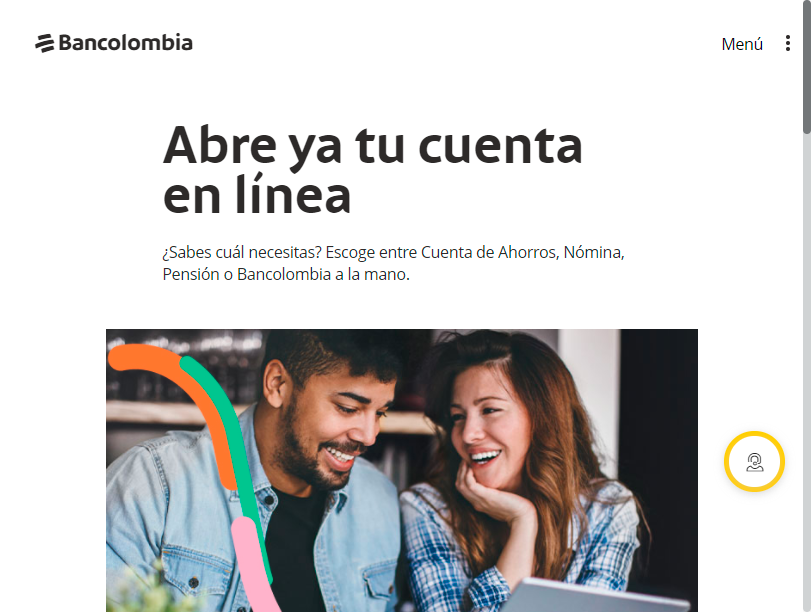 Bancolombia
Menú
Abre ya tu cuenta
en línea
¿Sabes cuál necesitas? Escoge entre Cuenta de Ahorros, Nómina,
Pensión o Bancolombia a la mano.